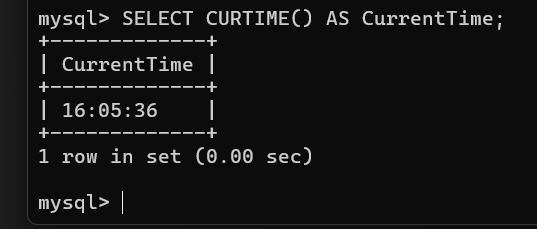 mysql> SELECT CURTIME() AS CurrentTime;
+-------------+
| CurrentTime |
+-------------+
| 16:05:36    |
+-------------+
1 row in set (0.00 sec)
mysql>